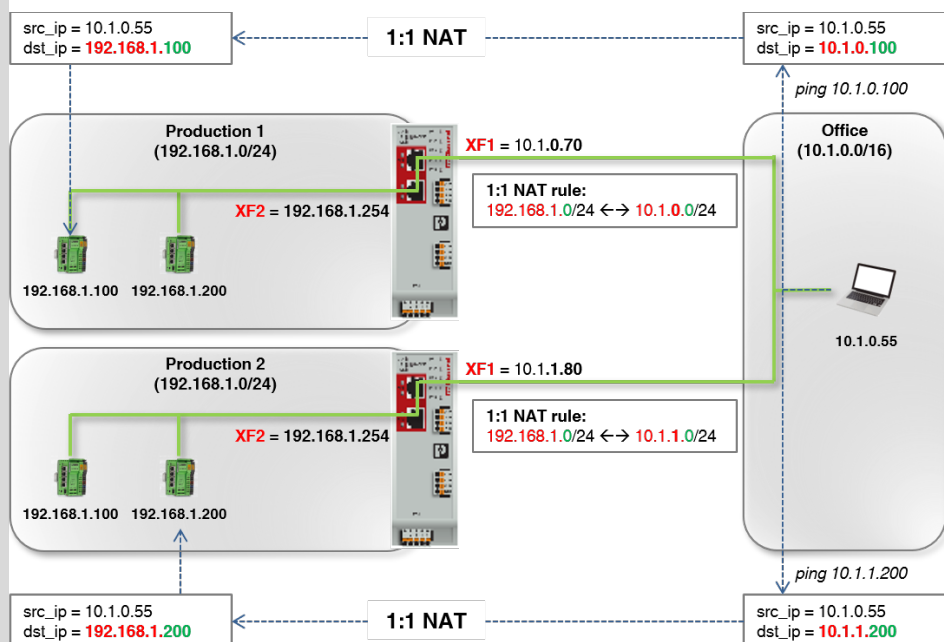 src_ip = 10.1.0.55
dst_ip = 192.168.1.100
1:1 NAT
src_ip = 10.1.0.55
dst_ip = 10.1.0.100
ping 10.1.0.100
Production 1
(192.168.1.0/24)
XF1 = 10.1.0.70
Office
(10.1.0.0/16)
1:1 NAT rule:
192.168.1.0/24 ←→ 10.1.0.0/24
XF2 = 192.168.1.254
192.168.1.100
192.168.1.200
10.1.0.55
Production 2
(192.168.1.0/24)
XF1 = 10.1.1.80
1:1 NAT rule:
192.168.1.0/24 ←→ 10.1.1.0/24
XF2 = 192.168.1.254
192.168.1.100
192.168.1.200
ping 10.1.1.200
src_ip = 10.1.0.55
dst_ip = 192.168.1.200
1:1 NAT
src_ip = 10.1.0.55
dst_ip = 10.1.1.200